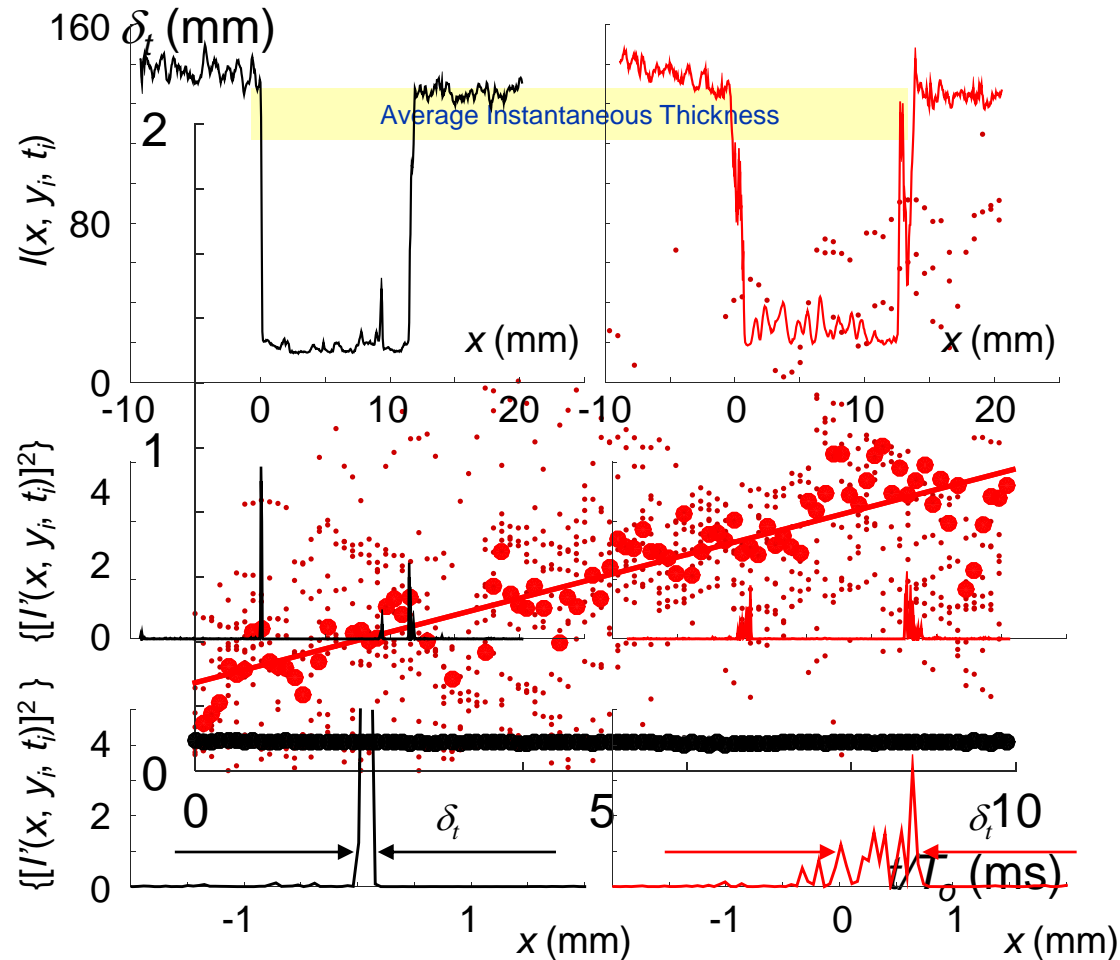 160 δt (mm)
Average Instantaneous Thickness
2
I(x, yi, ti)
80
x (mm) x (mm)
0
-10 0 10 20 -10 0 10 20
1
{[I'(x, yi, ti)]²}
4
2
0
{[I'(x, yi, ti)]² }
4
0
0 5 10
2
δt δt
t/To (ms)
0
-1 1 -1 0 1
x (mm) x (mm)